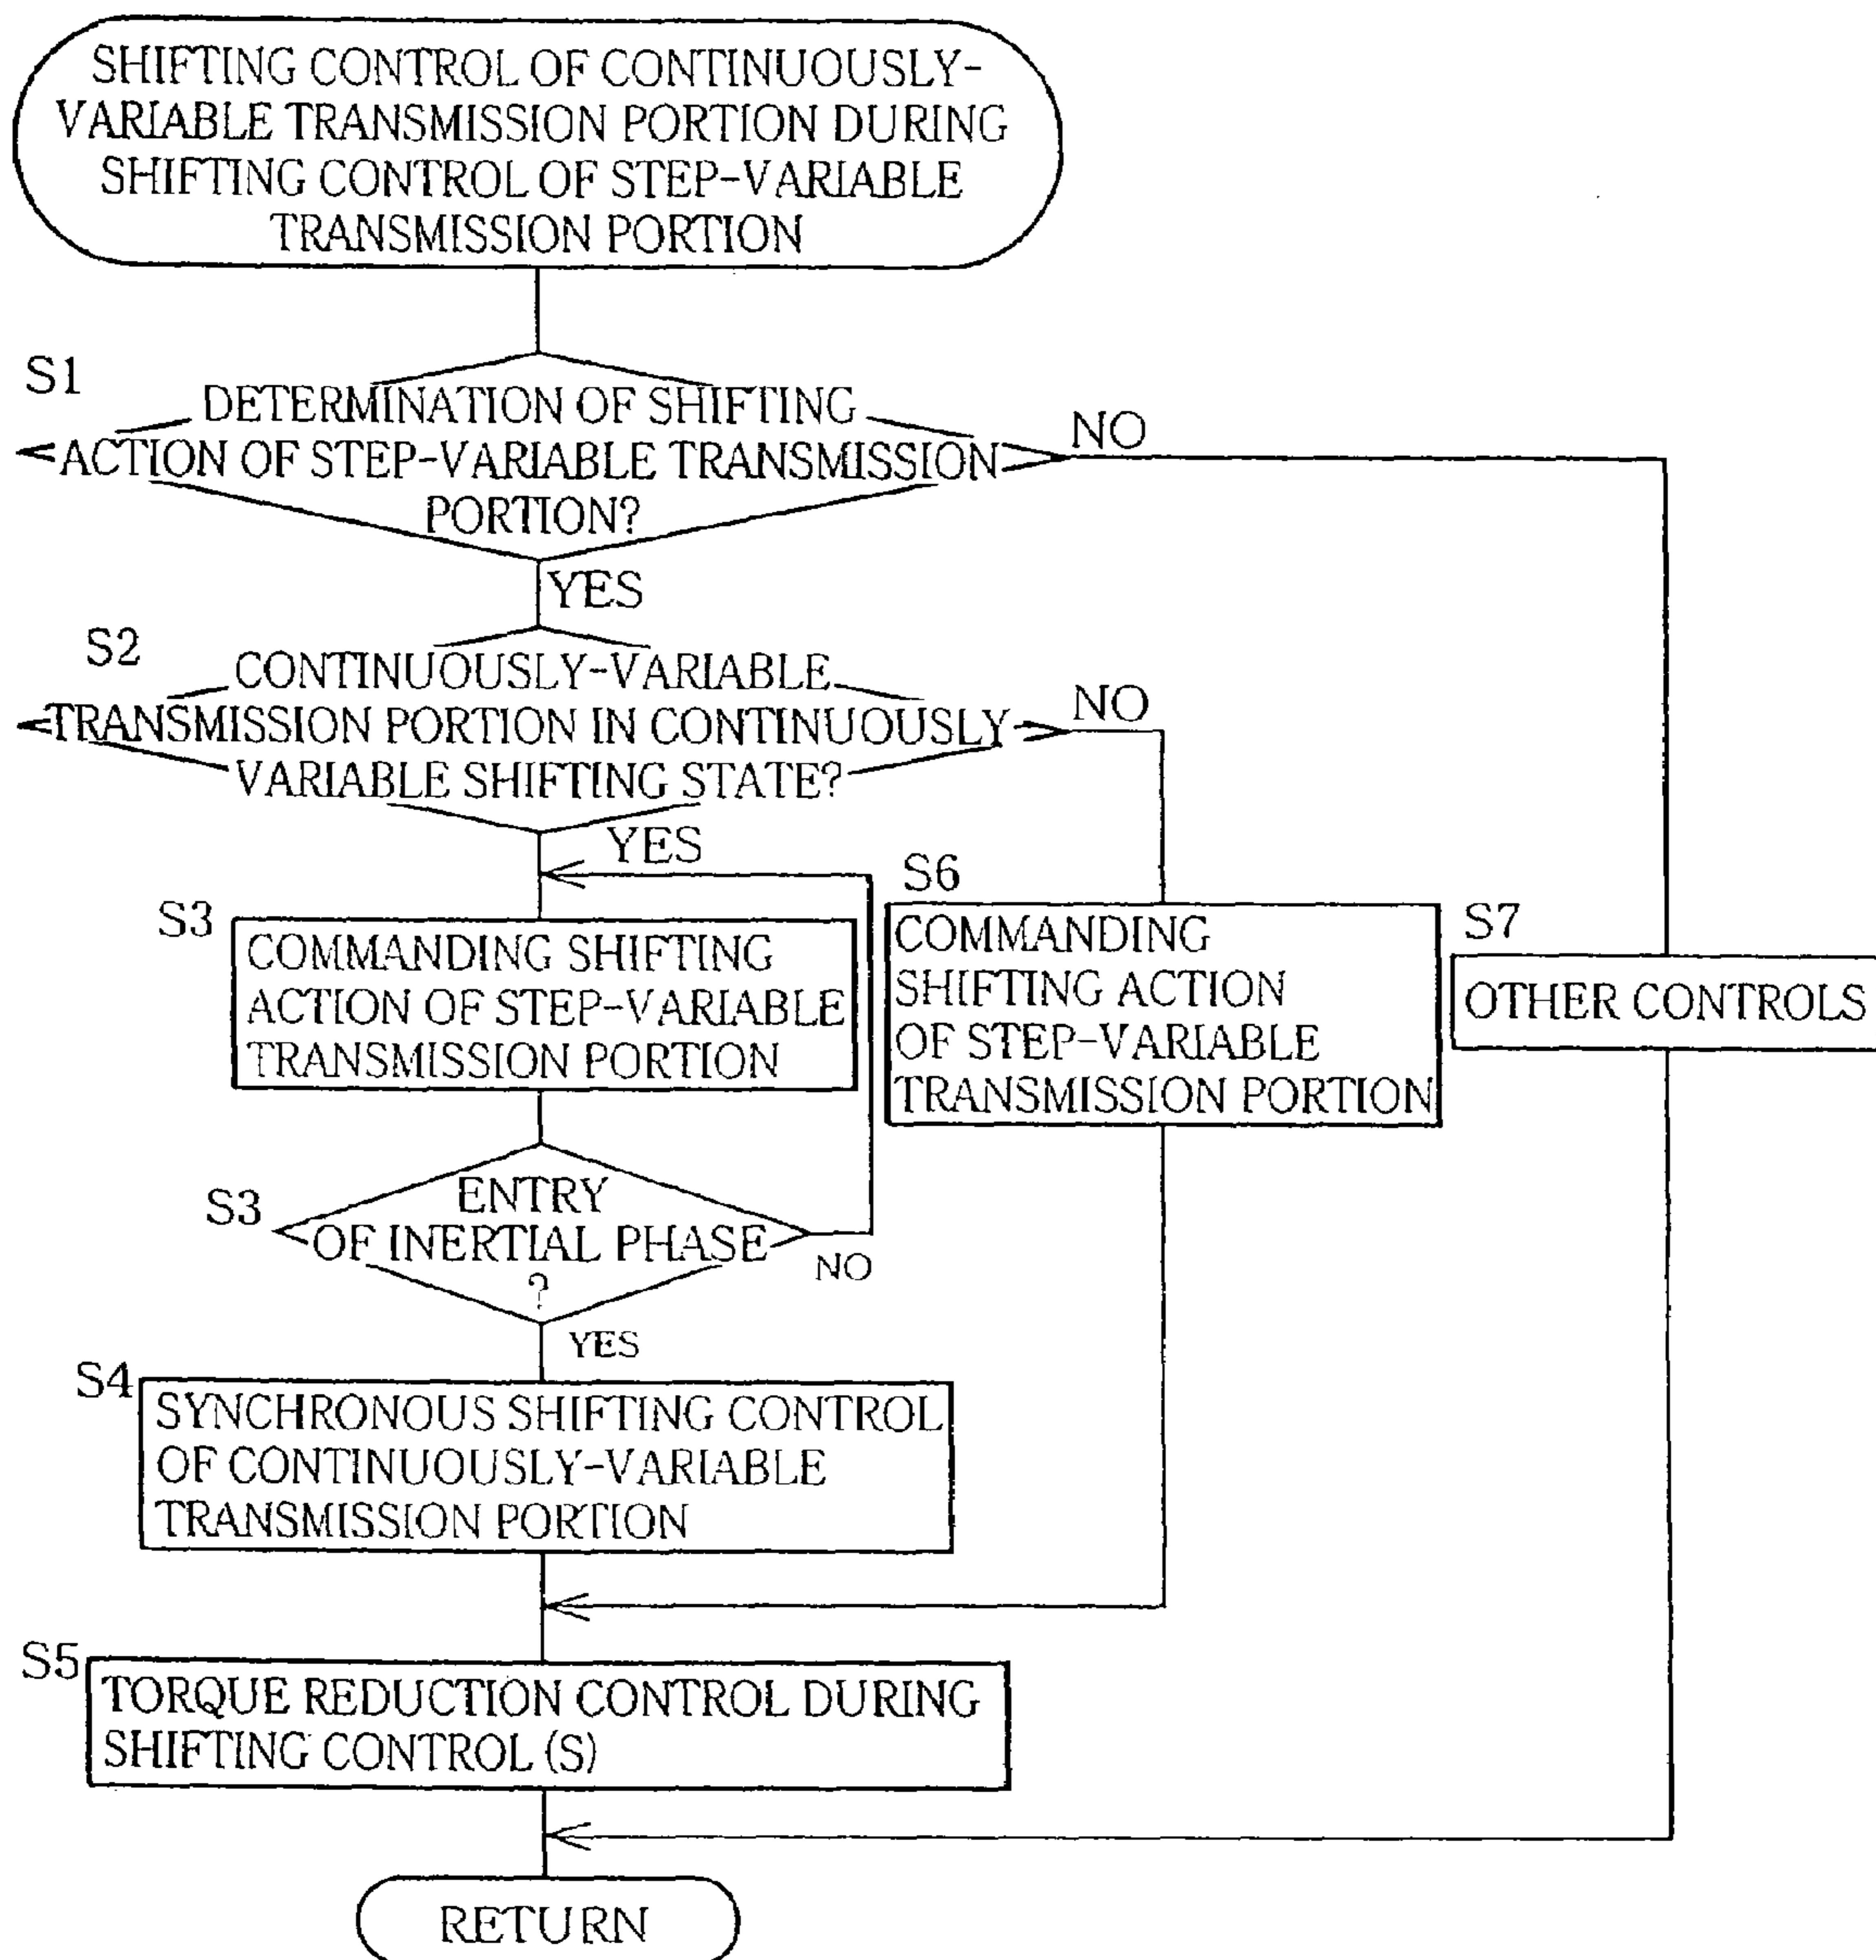 SHIFTING CONTROL OF CONTINUOUSLY-
VARIABLE TRANSMISSION PORTION DURING
SHIFTING CONTROL OF STEP-VARIABLE
TRANSMISSION PORTION
S1
DETERMINATION OF SHIFTING
ACTION OF STEP-VARIABLE TRANSMISSION
PORTION?
NO
YES
S2
CONTINUOUSLY-VARIABLE
TRANSMISSION PORTION IN CONTINUOUSLY
VARIABLE SHIFTING STATE?
NO
YES
S3
COMMANDING SHIFTING
ACTION OF STEP-VARIABLE
TRANSMISSION PORTION
S6
COMMANDING
SHIFTING ACTION
OF STEP-VARIABLE
TRANSMISSION PORTION
S7
OTHER CONTROLS
S3
ENTRY
OF INERTIAL PHASE
?
NO
YES
S4
SYNCHRONOUS SHIFTING CONTROL
OF CONTINUOUSLY-VARIABLE
TRANSMISSION PORTION
S5
TORQUE REDUCTION CONTROL DURING
SHIFTING CONTROL (S)
RETURN